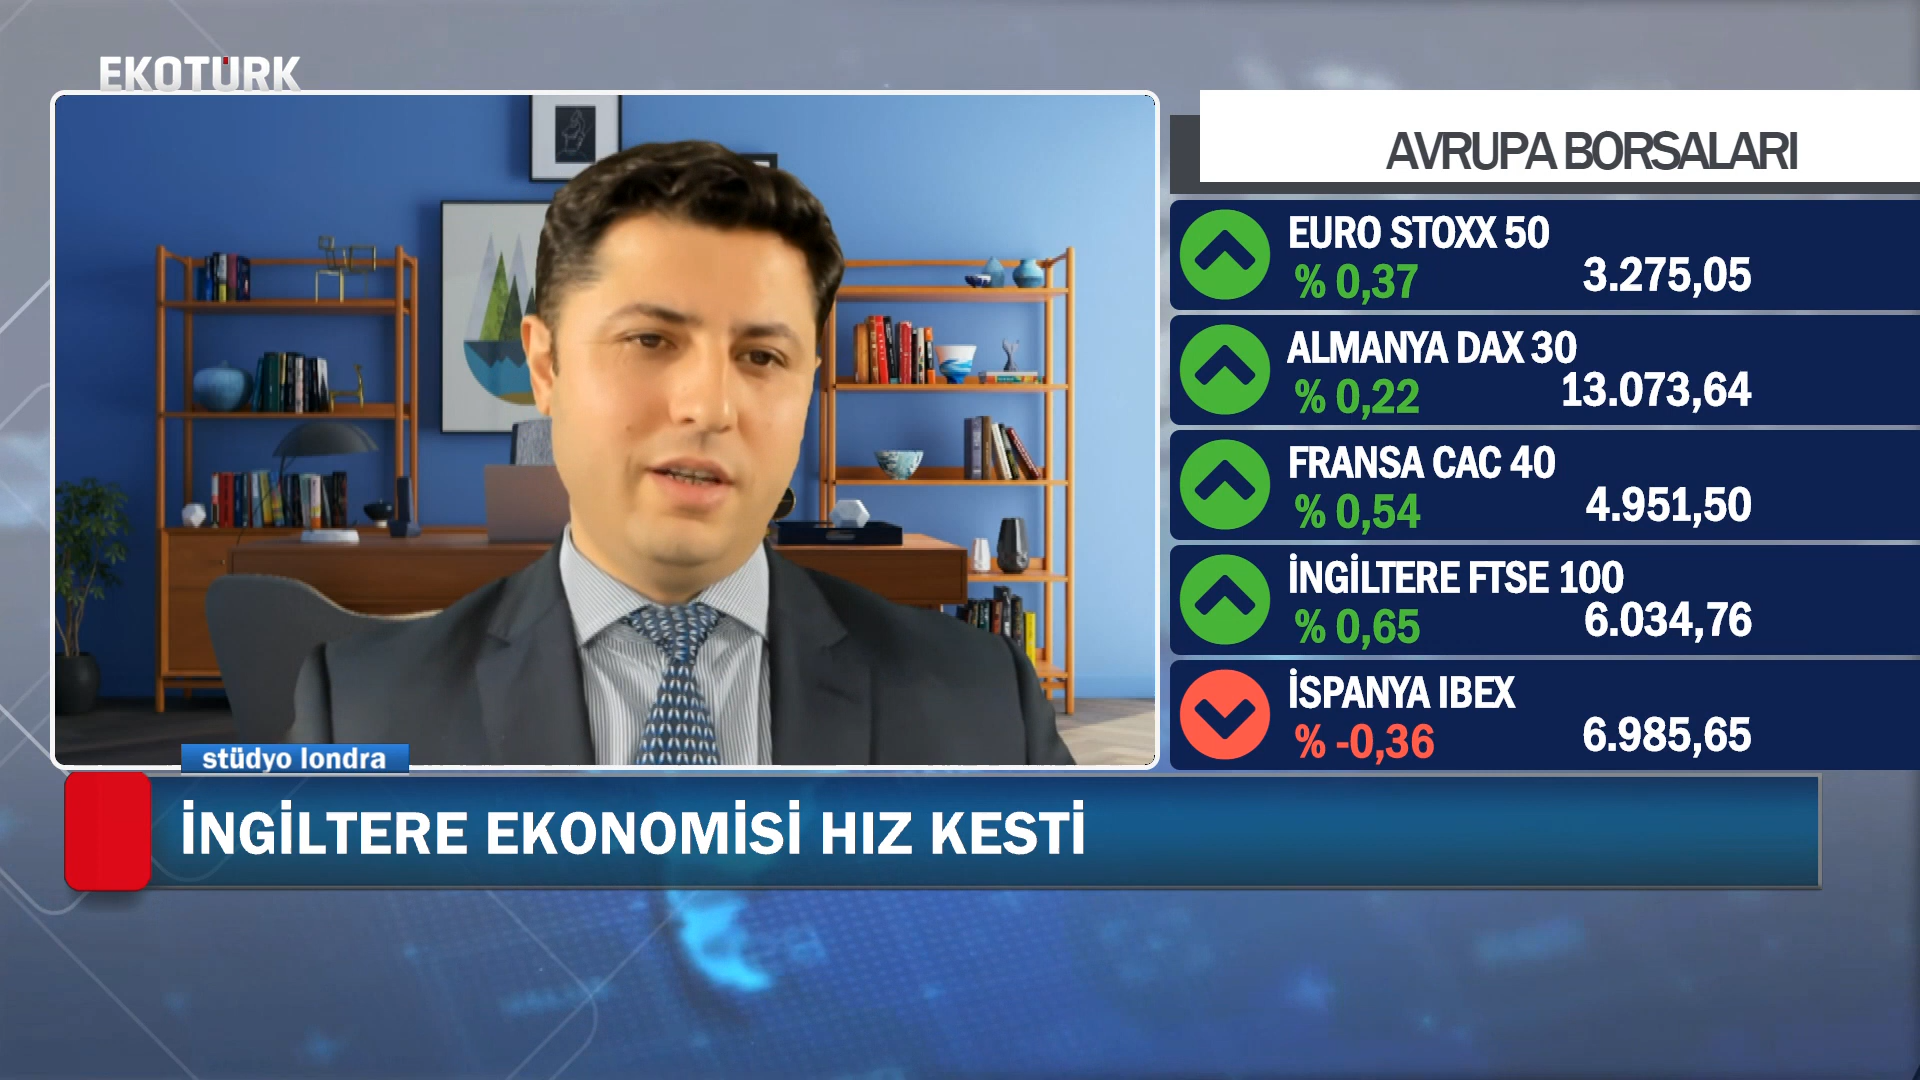 EKOTÜRK
AVRUPA BORSALARI
EURO STOXX 50
% 0,37
3.275,05
ALMANYA DAX 30
% 0,22
13.073,64
FRANSA CAC 40
% 0,54
4.951,50
İNGİLTERE FTSE 100
% 0,65
6.034,76
İSPANYA IBEX
% -0,36
6.985,65
stüdyo londra
İNGİLTERE EKONOMİSİ HIZ KESTİ